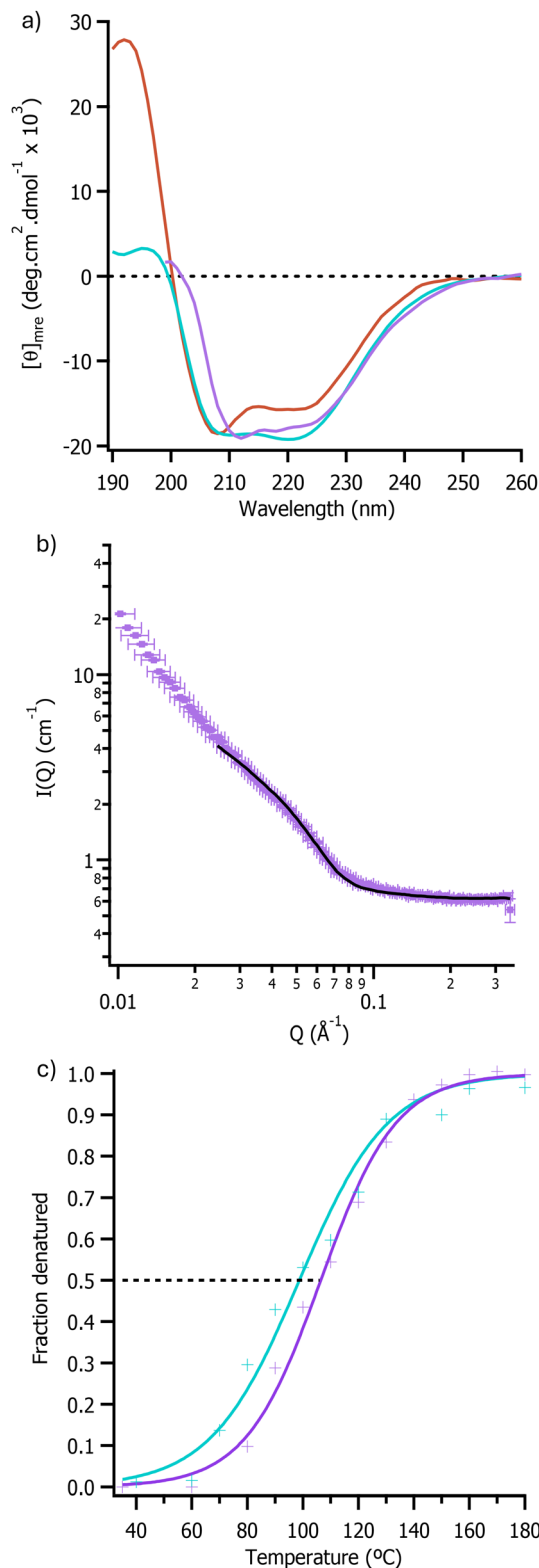 a)
30
20
10
0
-10
-20
[θ]mre (deg.cm².dmol⁻¹ x 10³)
190 200 210 220 230 240 250 260
Wavelength (nm)
b)
4
2
10
8
6
4
2
1
8
6
4
I(Q) (cm⁻¹)
0.01 2 3 4 5 6 7 8 9 0.1 2 3
Q (Å⁻¹)
c)
1.0
0.9
0.8
0.7
0.6
0.5
0.4
0.3
0.2
0.1
0.0
Fraction denatured
40 60 80 100 120 140 160 180
Temperature (ºC)